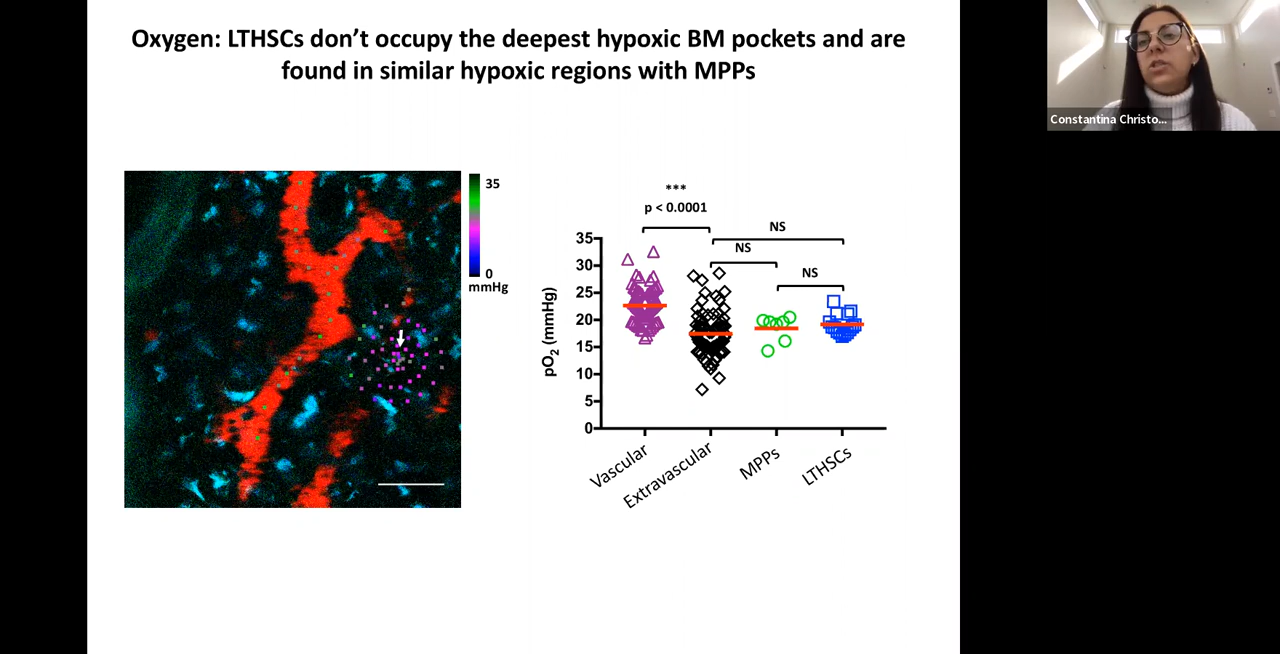 Oxygen: LTHSCs don’t occupy the deepest hypoxic BM pockets and are
found in similar hypoxic regions with MPPs
Constantina Christo...
35
0
mmHg
***
p < 0.0001
NS
NS
NS
pO2 (mmHg)
35
30
25
20
15
10
5
0
Vascular
Extravascular
MPPs
LTHSCs